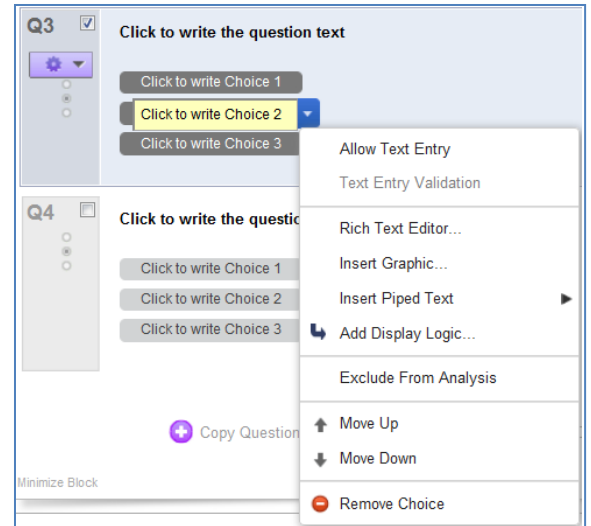 Q3
Click to write the question text
Click to write Choice 1
Click to write Choice 2
Click to write Choice 3
Allow Text Entry
Text Entry Validation
Rich Text Editor...
Insert Graphic...
Insert Piped Text
Add Display Logic...
Exclude From Analysis
Move Up
Move Down
Remove Choice
Q4
Click to write the questio
Click to write Choice 1
Click to write Choice 2
Click to write Choice 3
Copy Question
Minimize Block